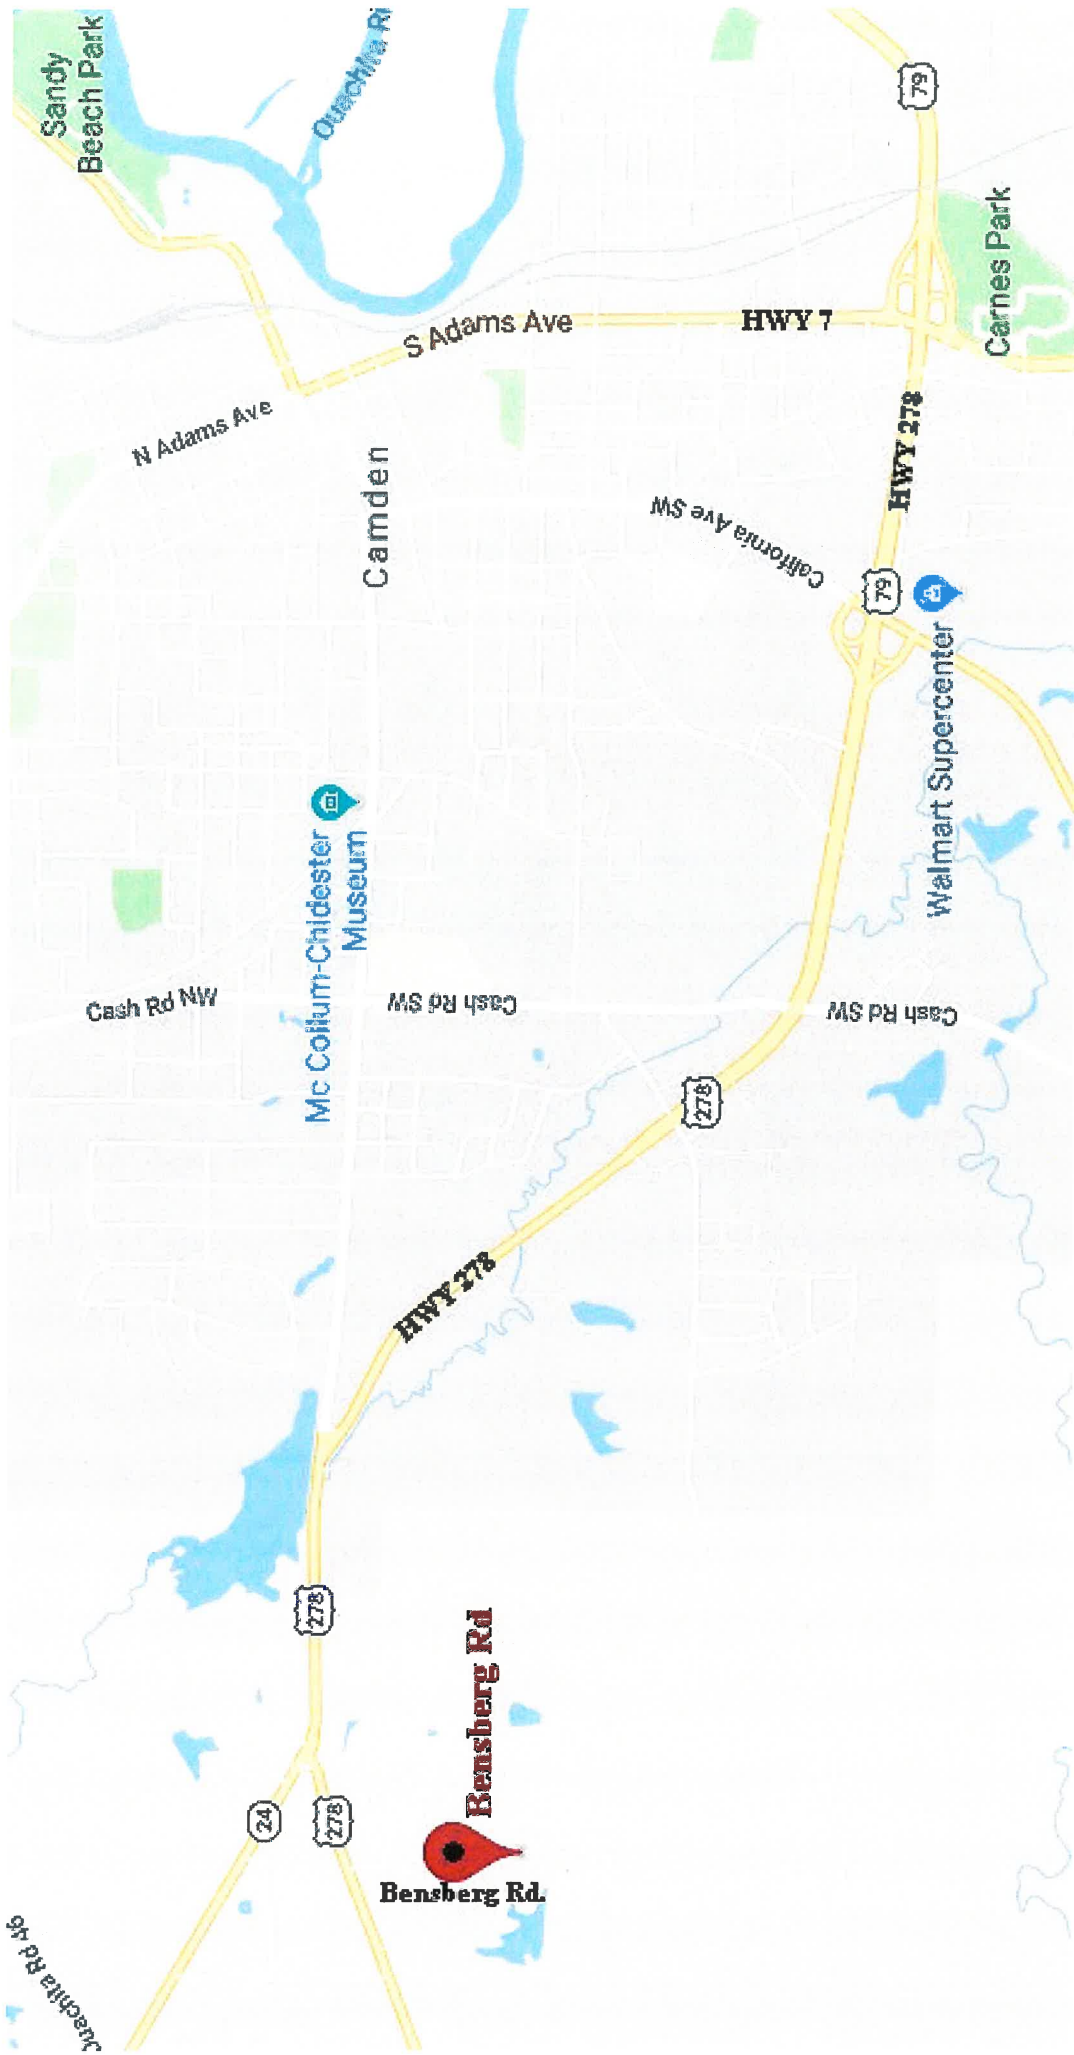 Sandy
Beach Park
Ouachita Ri
79
Carnes Park
S Adams Ave
HWY 7
N Adams Ave
HWY 278
Camden
California Ave SW
79
Walmart Supercenter
Mc Collum-Chidester
Museum
Cash Rd NW
Cash Rd SW
Cash Rd SW
278
HWY 278
278
Bensberg Rd
24
278
Bensberg Rd.
Ouachita Rd 46